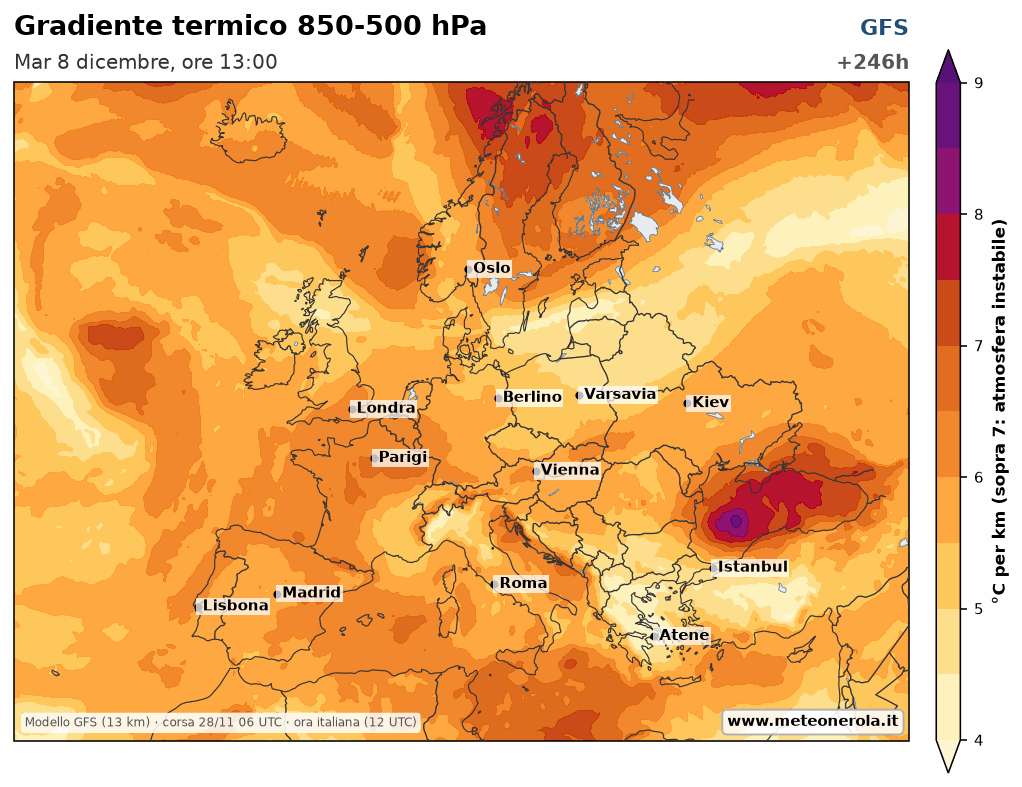 Gradiente termico 850-500 hPa
GFS
Mar 8 dicembre, ore 13:00
+246h
Oslo
Londra
Berlino
Varsavia
Kiev
Parigi
Vienna
Istanbul
Roma
Madrid
Lisbona
Atene
Modello GFS (13 km) · corsa 28/11 06 UTC · ora italiana (12 UTC)
www.meteonerola.it
9
8
7
6
5
4
°C per km (sopra 7: atmosfera instabile)